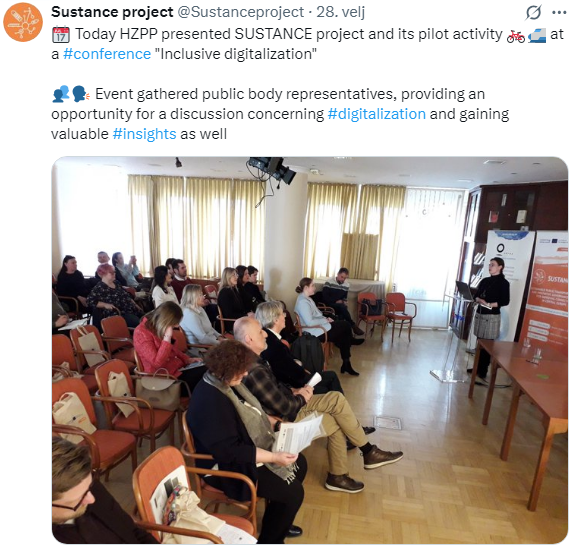 Sustance project @Sustanceproject · 28. velj
📅 Today HZPP presented SUSTANCE project and its pilot activity 🚲🚅 at
a #conference "Inclusive digitalization"
👥🗣️ Event gathered public body representatives, providing an
opportunity for a discussion concerning #digitalization and gaining
valuable #insights as well
SUSTANCE